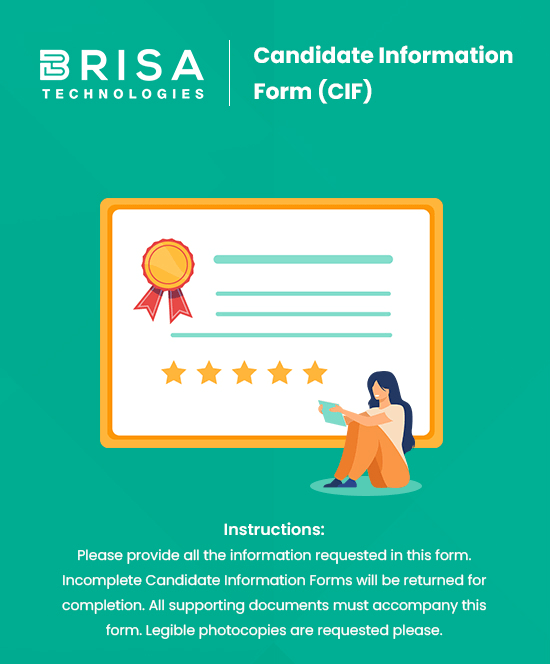 BRISA
TECHNOLOGIES
Candidate Information
Form (CIF)
Instructions:
Please provide all the information requested in this form.
Incomplete Candidate Information Forms will be returned for
completion. All supporting documents must accompany this
form. Legible photocopies are requested please.